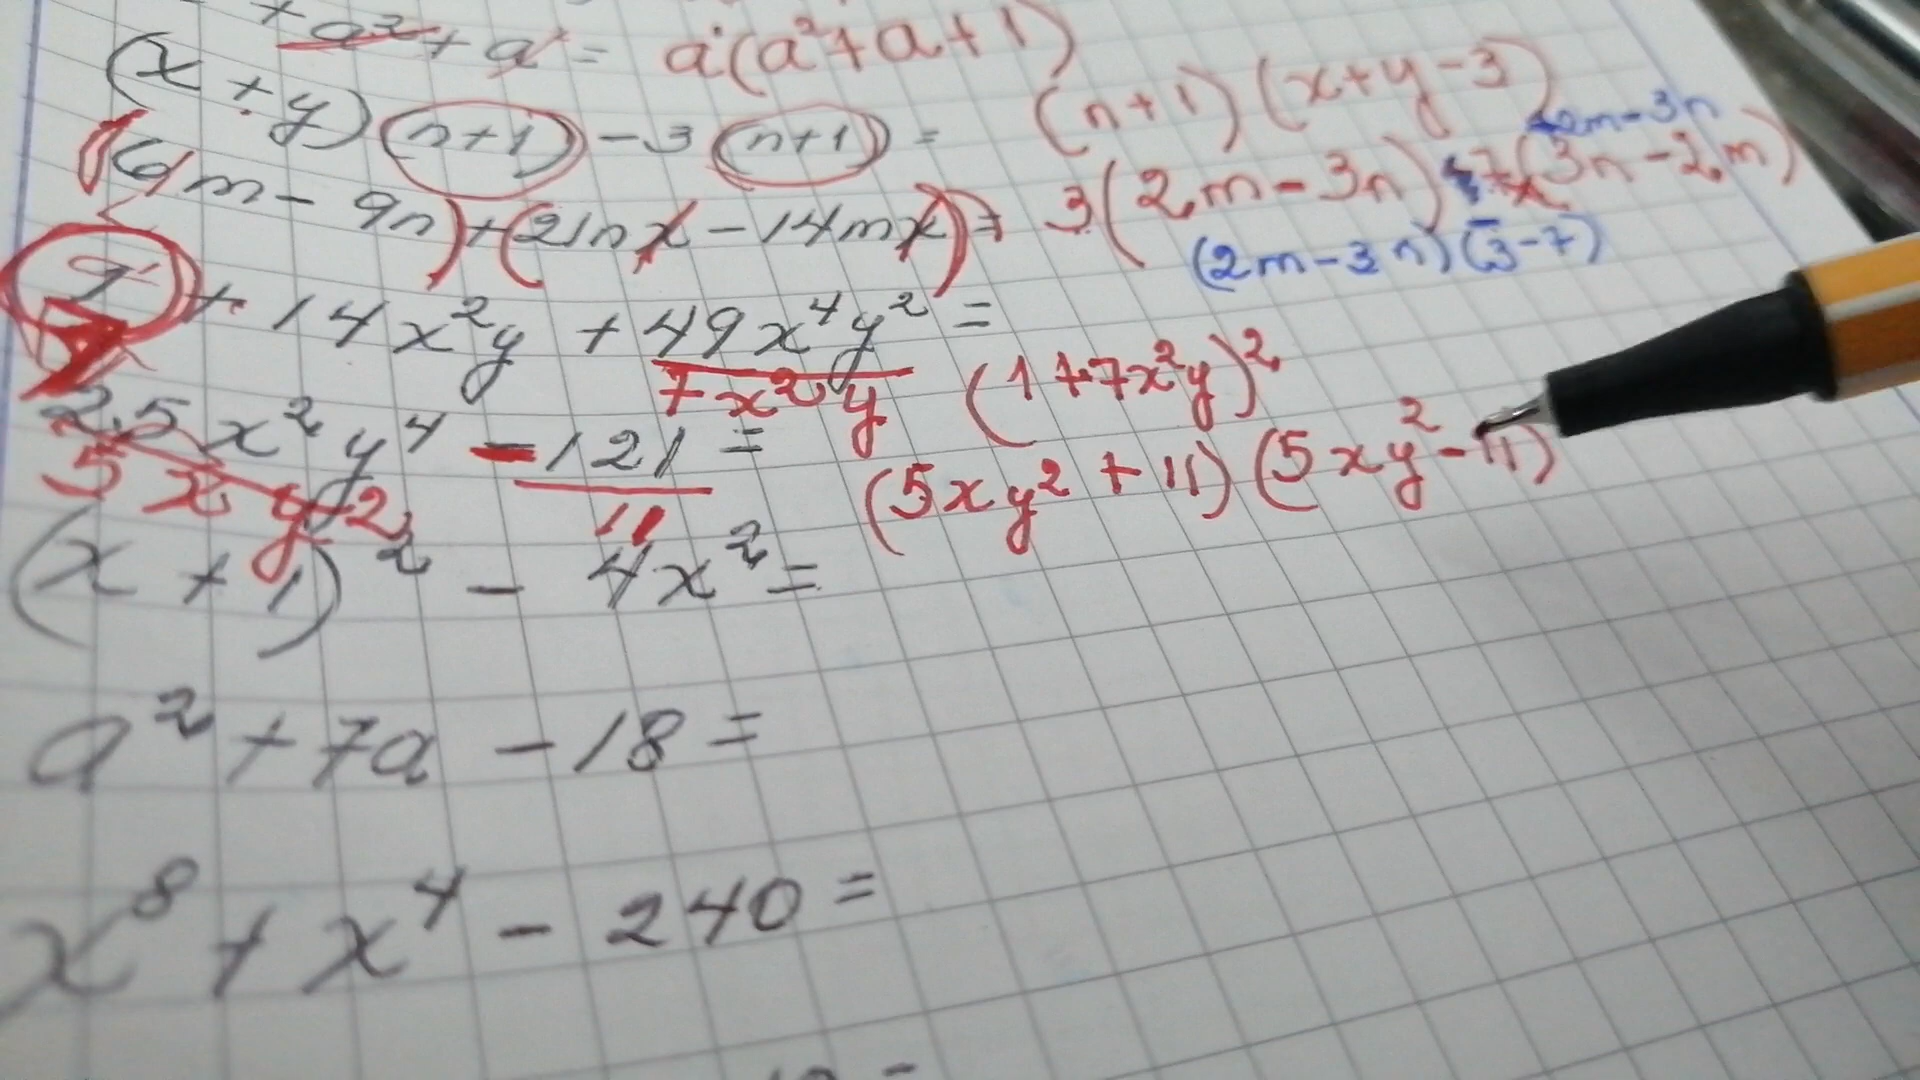 + a² + a = a(a²+a+1)
(x + y)(n+1) - 3(n+1) = (n+1)(x+y-3)
2m-3n
(6m - 9n) + (21nx - 14mx) = 3(2m-3n) 7x(3n-2m)
(2m-3n)(3-7)
+ 14x²y + 49x⁴y² =
7x²y (1+7x²y)²
25x²y⁴ - 121 = (5xy²+11)(5xy²-11)
5xy² 11
(x + 1)² - 4x² =
a² + 7a - 18 =
x⁸ + x⁴ - 240 =